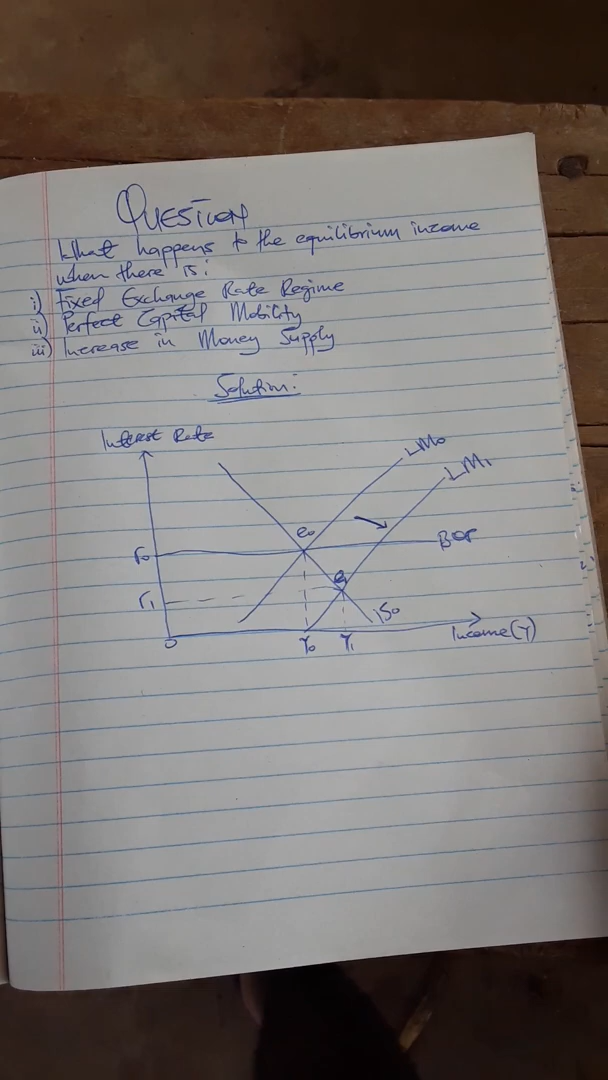 QUESTION
What happens to the equilibrium income
when there is:
i) Fixed Exchange Rate Regime
ii) Perfect Capital Mobility
iii) Increase in Money Supply
Solution:
Interest Rate
LM₀
LM₁
e₀
BOP
r₀
e₁
r₁
IS₀
0
Y₀
Y₁
Income (Y)